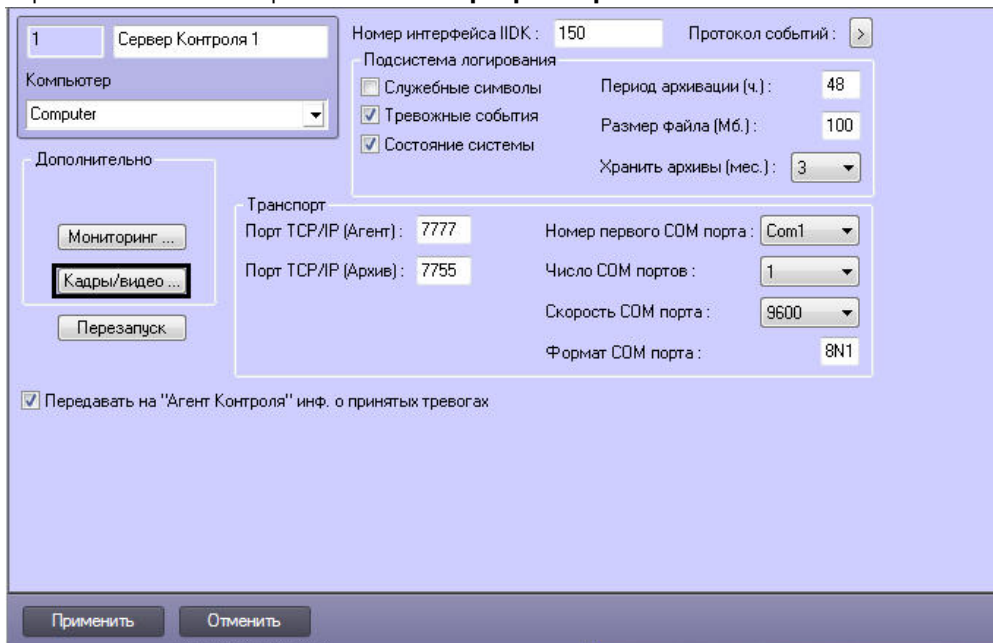 1 Сервер Контроля 1
Компьютер
Computer
Дополнительно
Мониторинг ...
Кадры/видео ...
Перезапуск
Номер интерфейса IIDK : 150 Протокол событий : >
Подсистема логирования
Служебные символы
Тревожные события
Состояние системы
Период архивации (ч.) : 48
Размер файла (Мб.) : 100
Хранить архивы (мес.) : 3
Транспорт
Порт TCP/IP (Агент) : 7777
Порт TCP/IP (Архив) : 7755
Номер первого COM порта : Com1
Число COM портов : 1
Скорость COM порта : 9600
Формат COM порта : 8N1
Передавать на "Агент Контроля" инф. о принятых тревогах
Применить Отменить